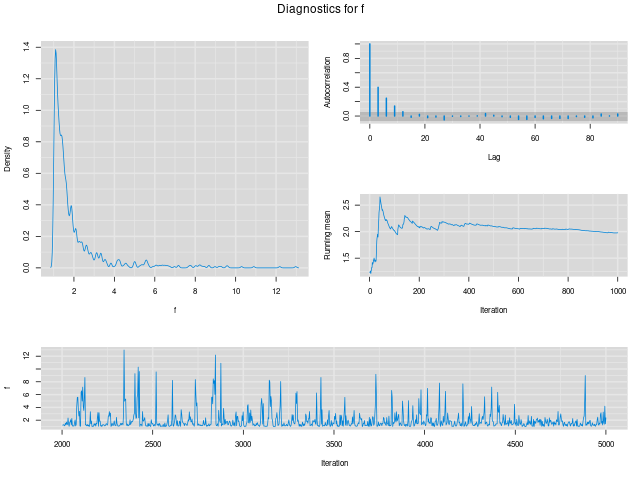 Diagnostics for f
Density
0.0 0.2 0.4 0.6 0.8 1.0 1.2 1.4
2 4 6 8 10 12
f
Autocorrelation
0.0 0.4 0.8
0 20 40 60 80
Lag
Running mean
1.5 2.0 2.5
0 200 400 600 800 1000
Iteration
f
2 4 6 8 12
2000 2500 3000 3500 4000 4500 5000
Iteration